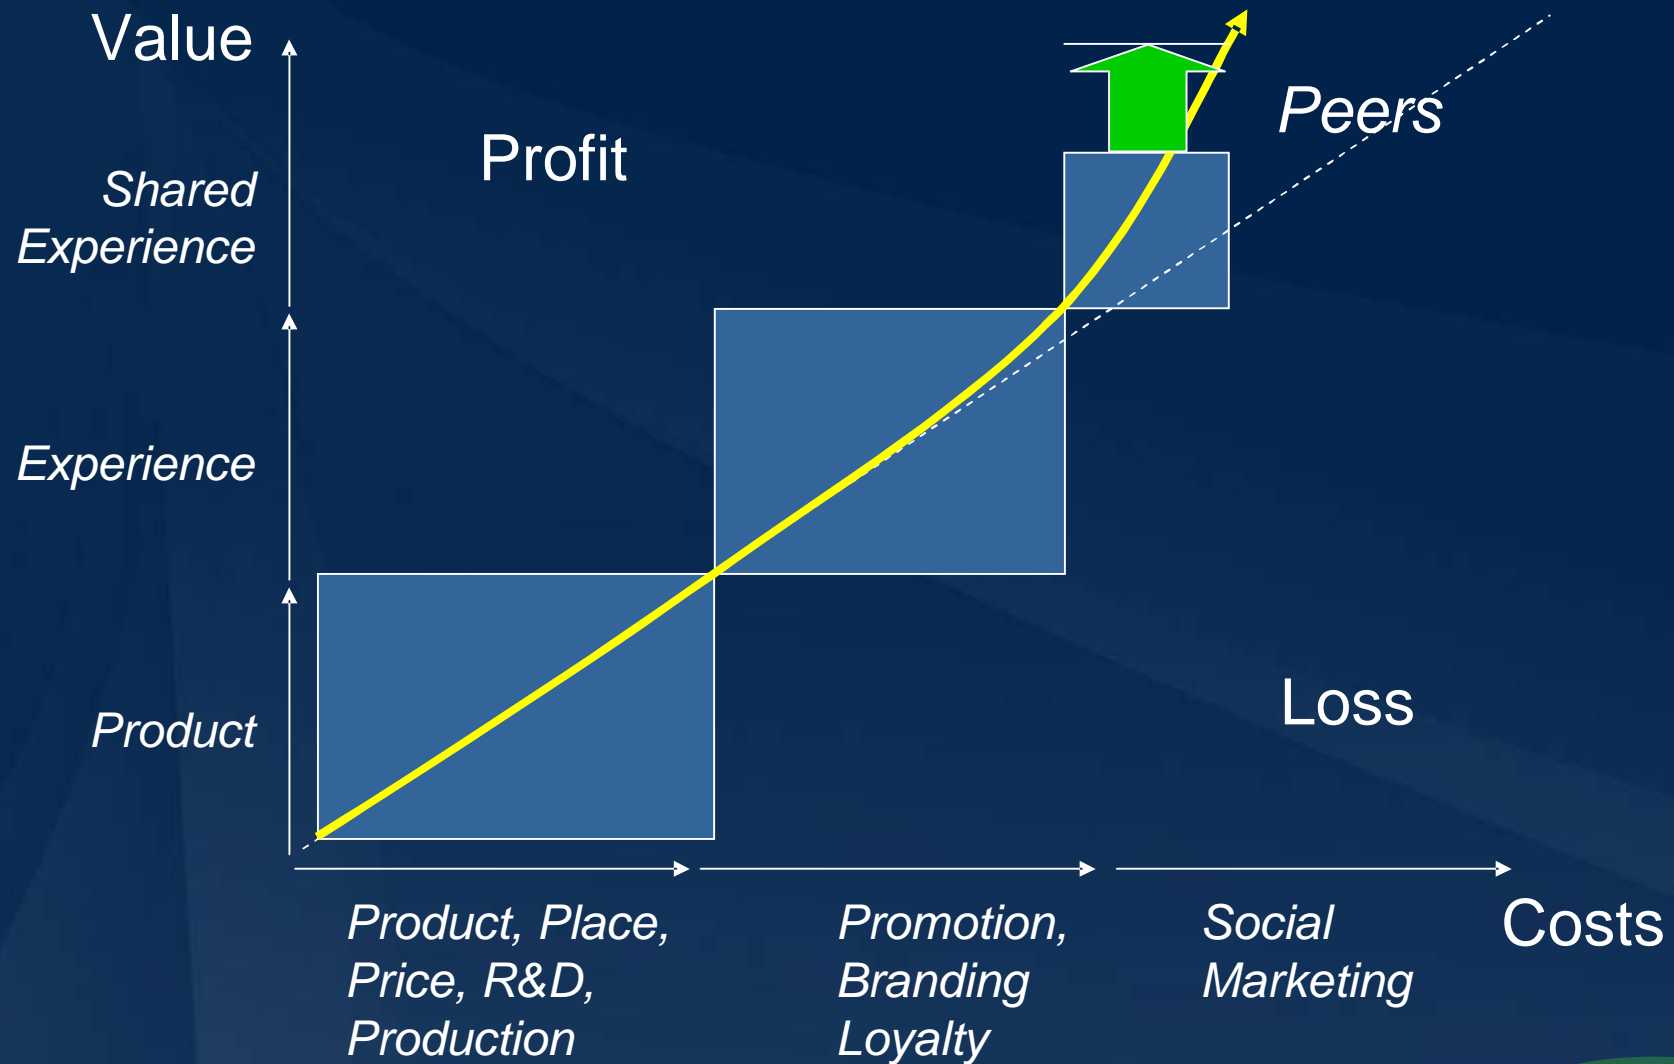 Value
Profit
Peers
Shared
Experience
Experience
Product
Loss
Costs
Product, Place,
Price, R&D,
Production
Promotion,
Branding
Loyalty
Social
Marketing